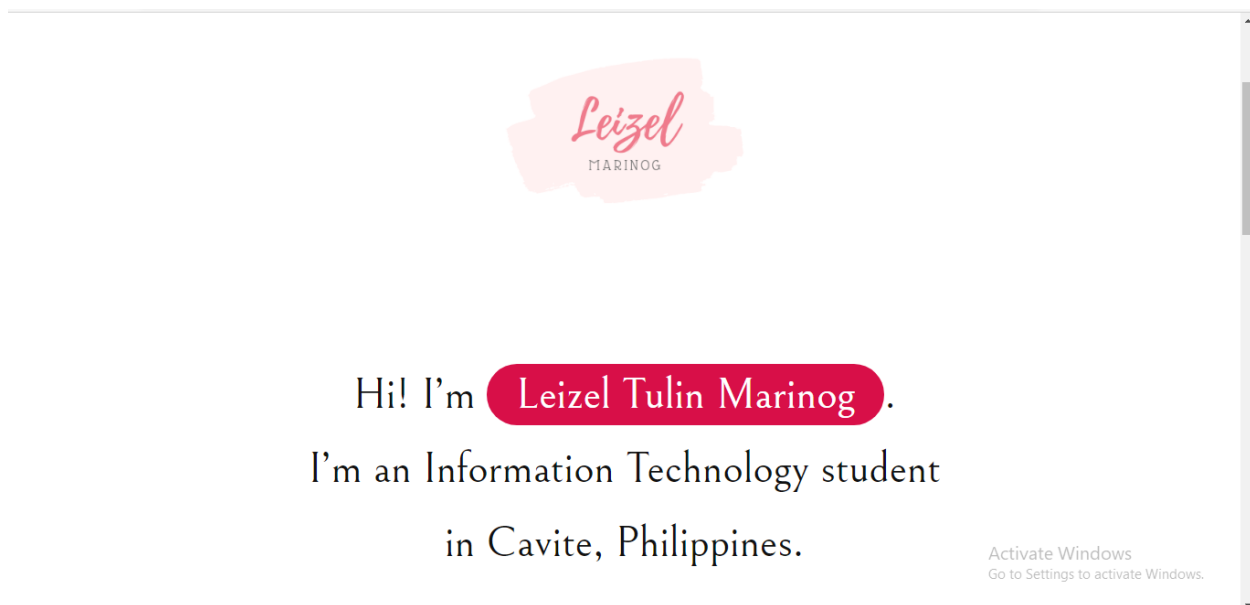 Leizel
MARINOG
Hi! I’m Leizel Tulin Marinog.
I’m an Information Technology student
in Cavite, Philippines.
Activate Windows
Go to Settings to activate Windows.